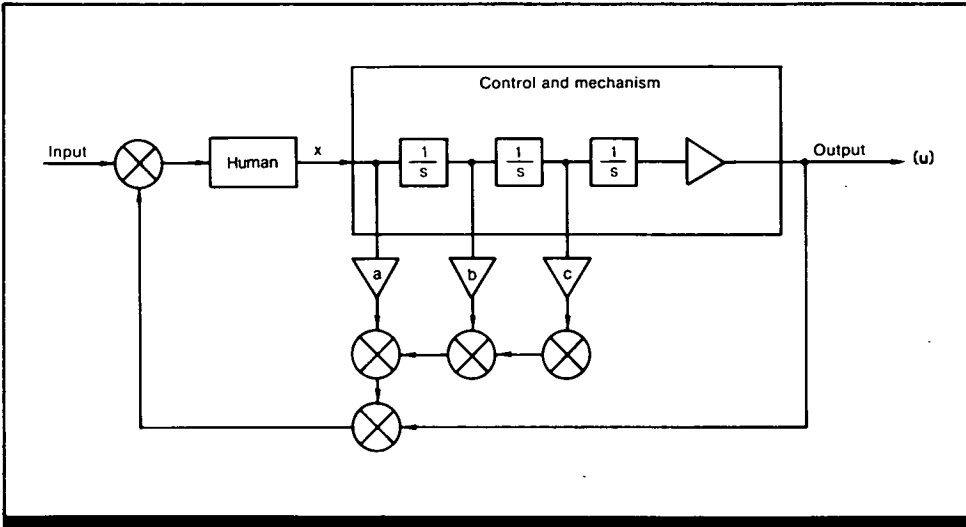 Control and mechanism
Input
Human
x
1
s
1
s
1
s
Output
(u)
a
b
c